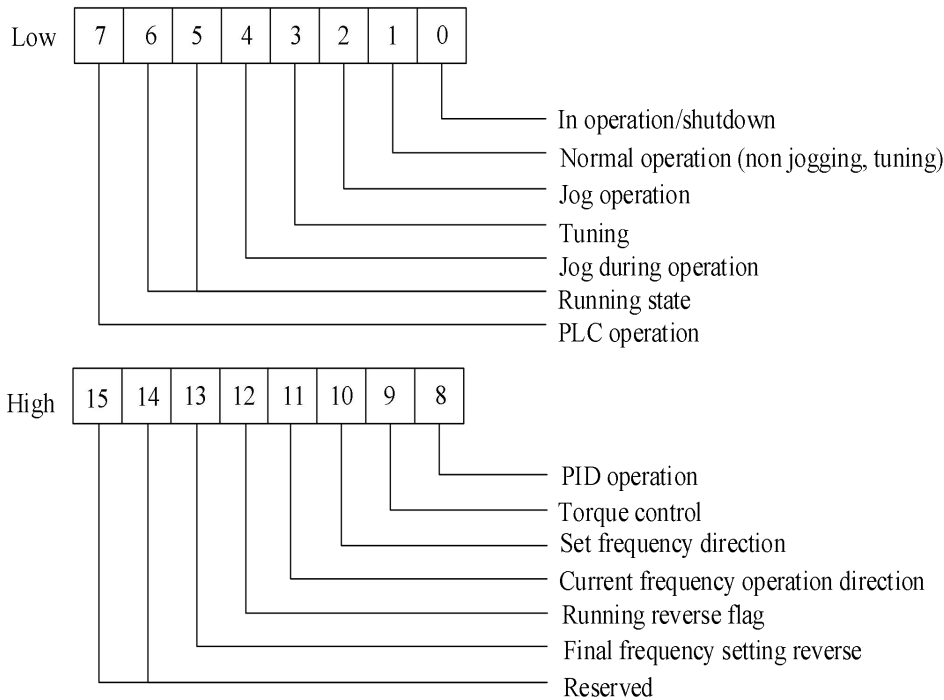 Low 7 6 5 4 3 2 1 0
In operation/shutdown
Normal operation (non jogging, tuning)
Jog operation
Tuning
Jog during operation
Running state
PLC operation
High 15 14 13 12 11 10 9 8
PID operation
Torque control
Set frequency direction
Current frequency operation direction
Running reverse flag
Final frequency setting reverse
Reserved